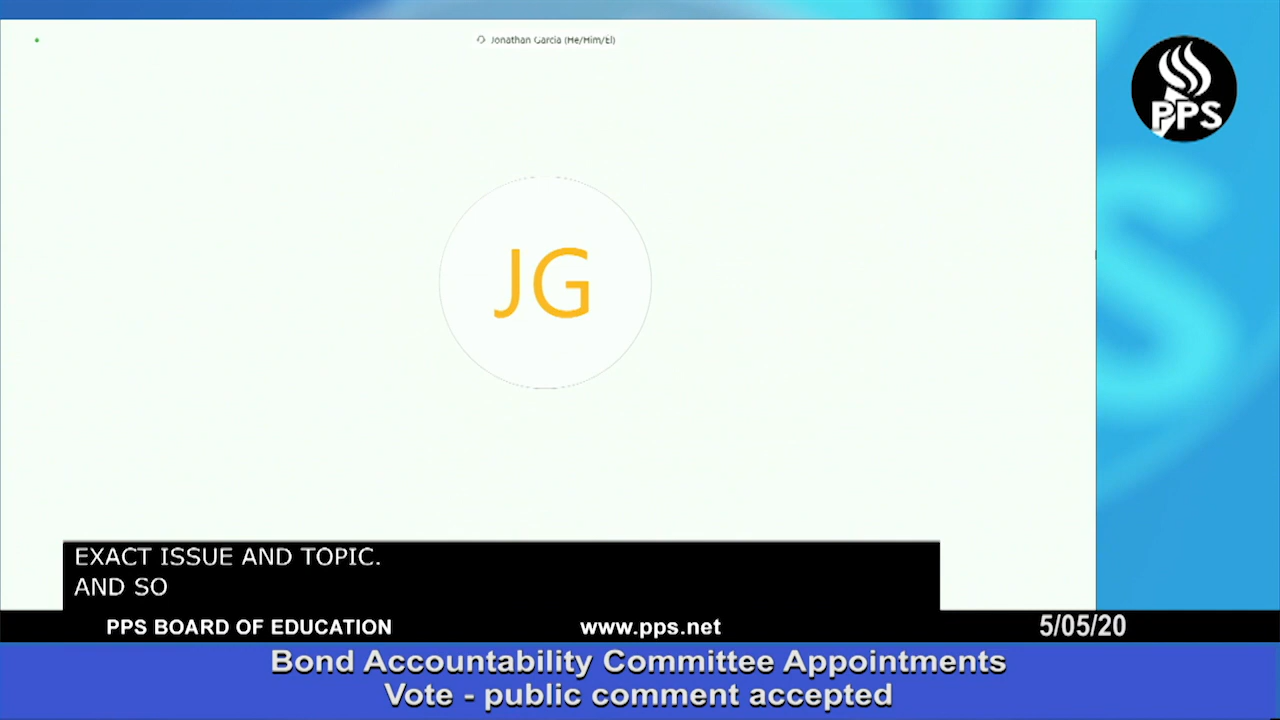 Jonathan Garcia (He/Him/El)
PPS
JG
EXACT ISSUE AND TOPIC.
AND SO
PPS BOARD OF EDUCATION www.pps.net 5/05/20
Bond Accountability Committee Appointments
Vote - public comment accepted